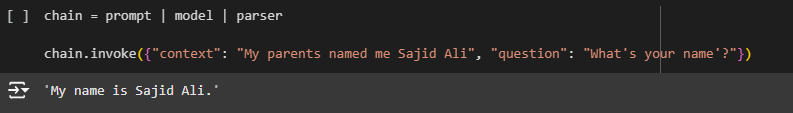 [ ] chain = prompt | model | parser
chain.invoke({"context": "My parents named me Sajid Ali", "question": "What's your name'?"})
'My name is Sajid Ali.'